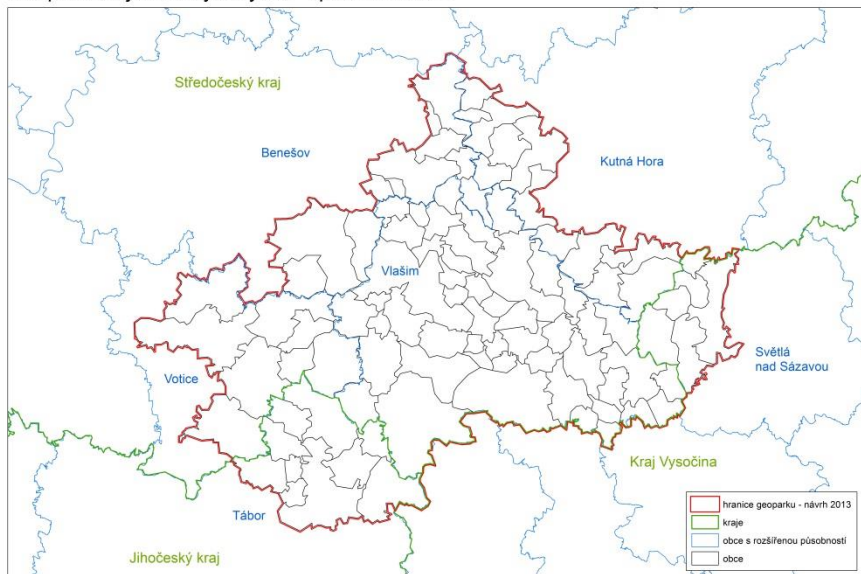 Středočeský kraj
Benešov
Kutná Hora
Vlašim
Votice
Světlá
nad Sázavou
Kraj Vysočina
Tábor
Jihočeský kraj
hranice geoparku - návrh 2013
kraje
obce s rozšířenou působností
obce